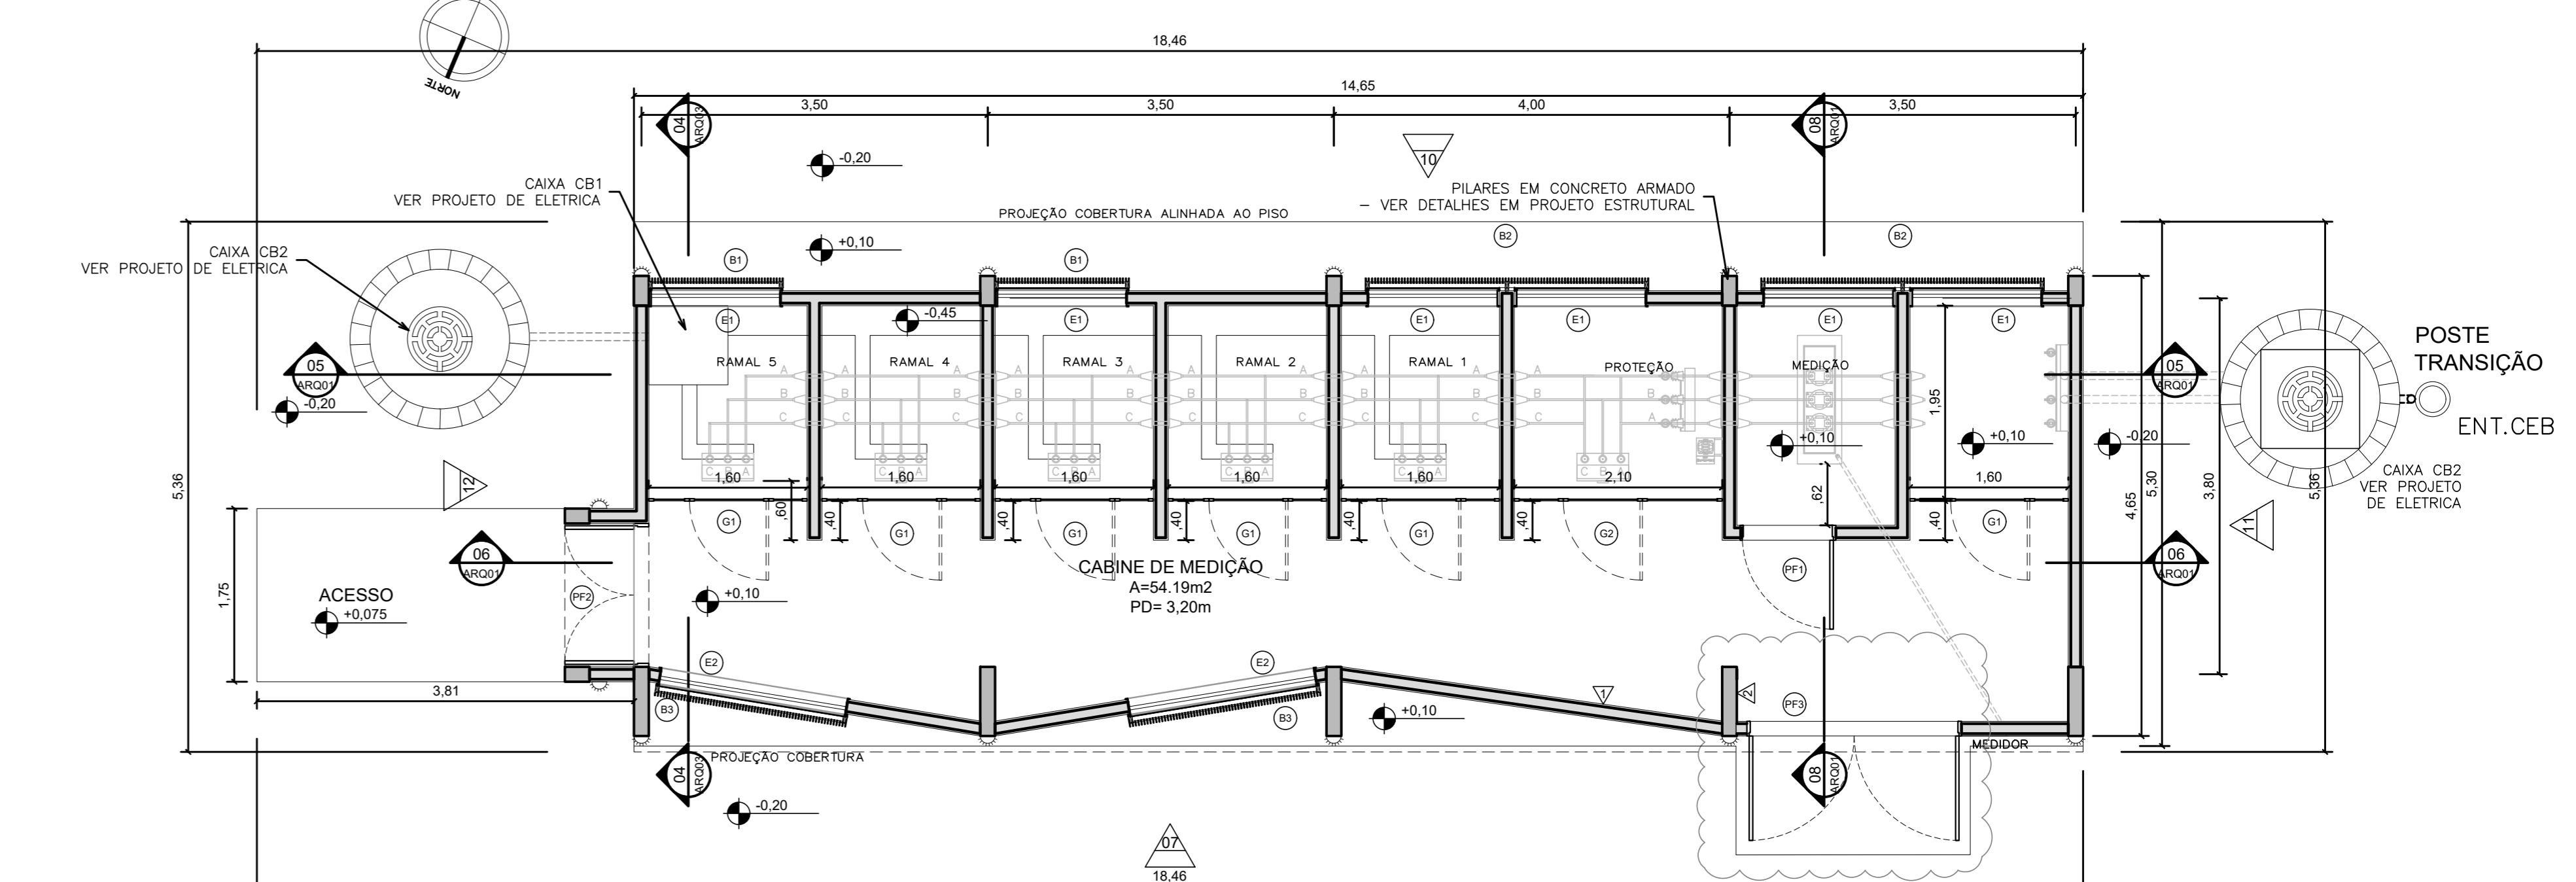 18,46
NORTE
14,65
3,50
3,50
4,00
3,50
04
ARQ03
08
ARQ01
10
-0,20
CAIXA CB1
VER PROJETO DE ELETRICA
PILARES EM CONCRETO ARMADO
– VER DETALHES EM PROJETO ESTRUTURAL
PROJEÇÃO COBERTURA ALINHADA AO PISO
+0,10
B1
B1
B2
B2
CAIXA CB2
VER PROJETO DE ELETRICA
E1
-0,45
E1
E1
E1
E1
E1
POSTE
TRANSIÇÃO
RAMAL 5
RAMAL 4
RAMAL 3
RAMAL 2
RAMAL 1
PROTEÇÃO
MEDIÇÃO
05
ARQ01
05
ARQ01
-0,20
A
A
A
A
A
A
A
A
A
A
B
B
B
B
B
B
B
B
B
B
B
C
C
C
C
C
C
C
C
C
C
A
1,95
ENT.CEB
+0,10
+0,10
-0.20
C B A
C B A
C B A
C B A
C B A
C B A
CAIXA CB2
VER PROJETO
DE ELETRICA
1,60
1,60
1,60
1,60
1,60
2,10
,62
1,60
5,36
12
4,65
5,30
3,80
5,36
11
,60
,40
,40
,40
,40
,40
,40
G1
G1
G1
G1
G1
G2
G1
06
ARQ01
06
ARQ01
CABINE DE MEDIÇÃO
A=54.19m2
PD= 3,20m
PF1
PF2
1,75
ACESSO
+0,075
+0,10
E2
E2
3,81
B3
B3
+0,10
1
2
PF3
MEDIDOR
PROJEÇÃO COBERTURA
04
ARQ03
08
ARQ01
-0,20
07
18,46